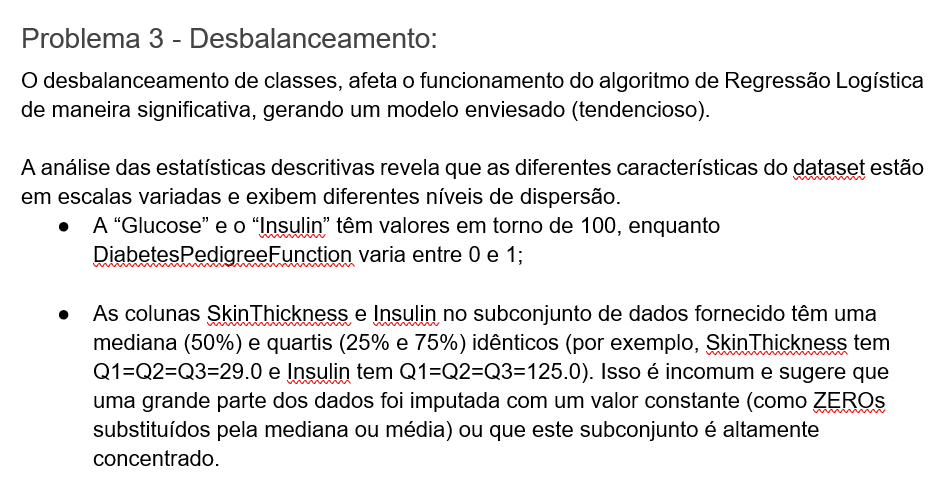 Problema 3 - Desbalanceamento:
O desbalanceamento de classes, afeta o funcionamento do algoritmo de Regressão Logística
de maneira significativa, gerando um modelo enviesado (tendencioso).
A análise das estatísticas descritivas revela que as diferentes características do dataset estão
em escalas variadas e exibem diferentes níveis de dispersão.
● A “Glucose” e o “Insulin” têm valores em torno de 100, enquanto
DiabetesPedigreeFunction varia entre 0 e 1;
● As colunas SkinThickness e Insulin no subconjunto de dados fornecido têm uma
mediana (50%) e quartis (25% e 75%) idênticos (por exemplo, SkinThickness tem
Q1=Q2=Q3=29.0 e Insulin tem Q1=Q2=Q3=125.0). Isso é incomum e sugere que
uma grande parte dos dados foi imputada com um valor constante (como ZEROs
substituídos pela mediana ou média) ou que este subconjunto é altamente
concentrado.